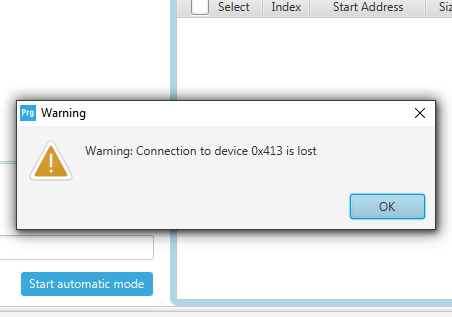 Select Index Start Address Siz
Prg Warning
Warning: Connection to device 0x413 is lost
OK
Start automatic mode